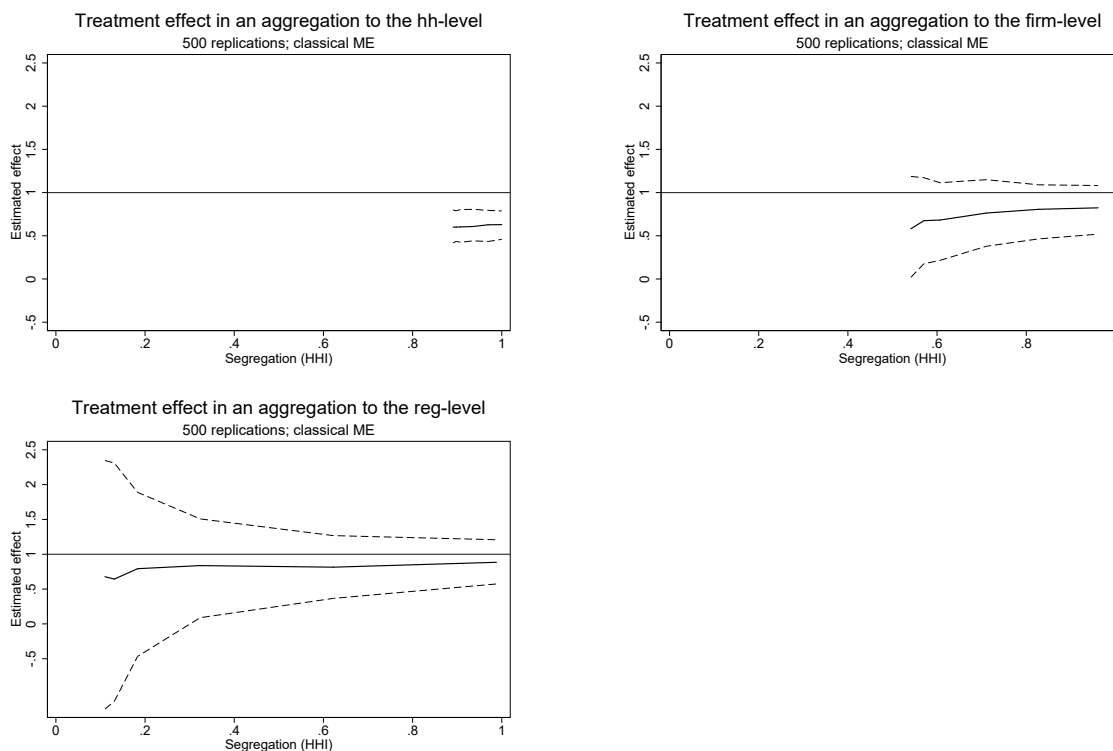 Treatment effect in an aggregation to the hh-level
500 replications; classical ME
Estimated effect
2.5
2
1.5
1
.5
0
-.5
0 .2 .4 .6 .8 1
Segregation (HHI)
Treatment effect in an aggregation to the firm-level
500 replications; classical ME
Estimated effect
2.5
2
1.5
1
.5
0
-.5
0 .2 .4 .6 .8 1
Segregation (HHI)
Treatment effect in an aggregation to the reg-level
500 replications; classical ME
Estimated effect
2.5
2
1.5
1
.5
0
-.5
0 .2 .4 .6 .8 1
Segregation (HHI)